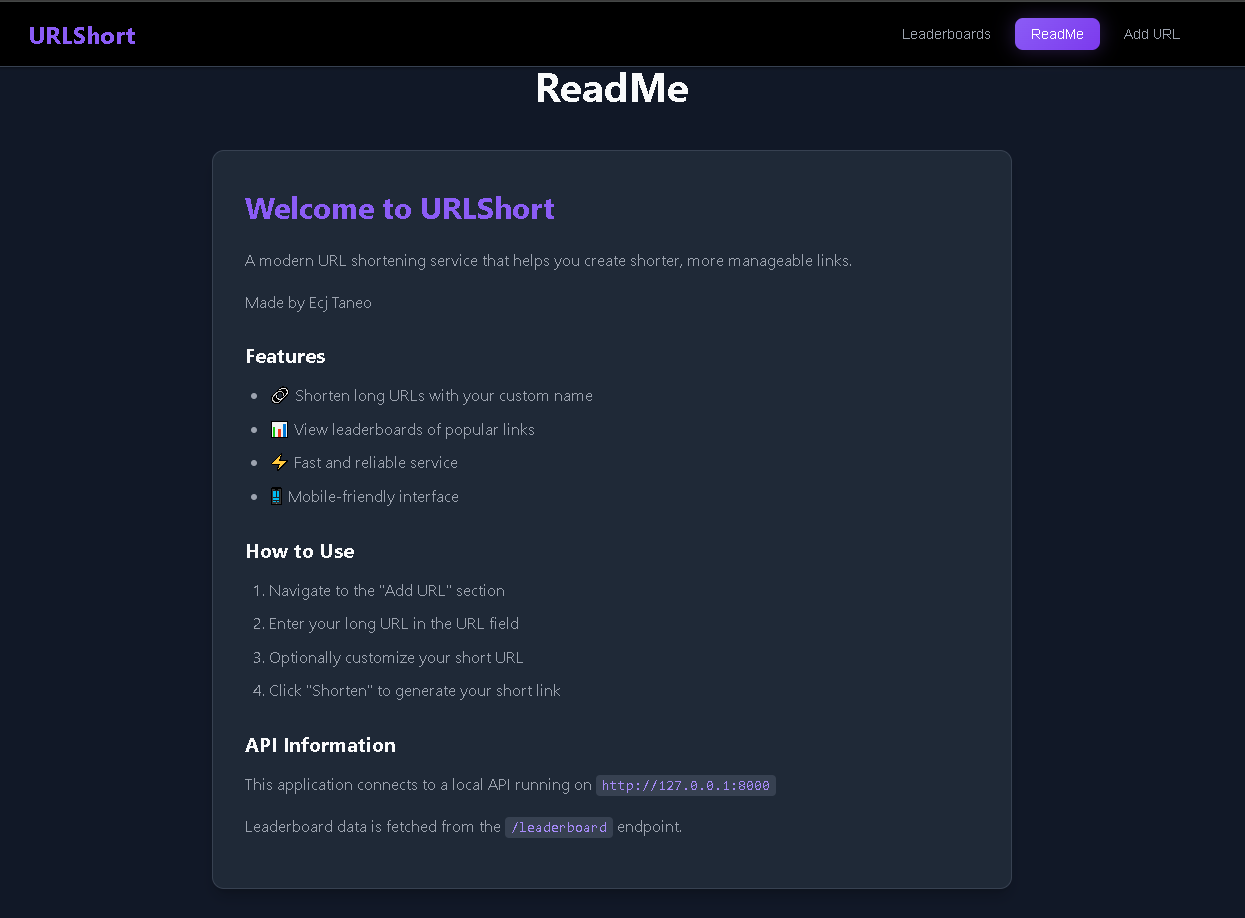 URLShort
Leaderboards
ReadMe
Add URL
ReadMe
Welcome to URLShort
A modern URL shortening service that helps you create shorter, more manageable links.
Made by Ecj Taneo
Features
• 🔗 Shorten long URLs with your custom name
• 📊 View leaderboards of popular links
• ⚡ Fast and reliable service
• 📱 Mobile-friendly interface
How to Use
1. Navigate to the "Add URL" section
2. Enter your long URL in the URL field
3. Optionally customize your short URL
4. Click "Shorten" to generate your short link
API Information
This application connects to a local API running on http://127.0.0.1:8000
Leaderboard data is fetched from the /leaderboard endpoint.